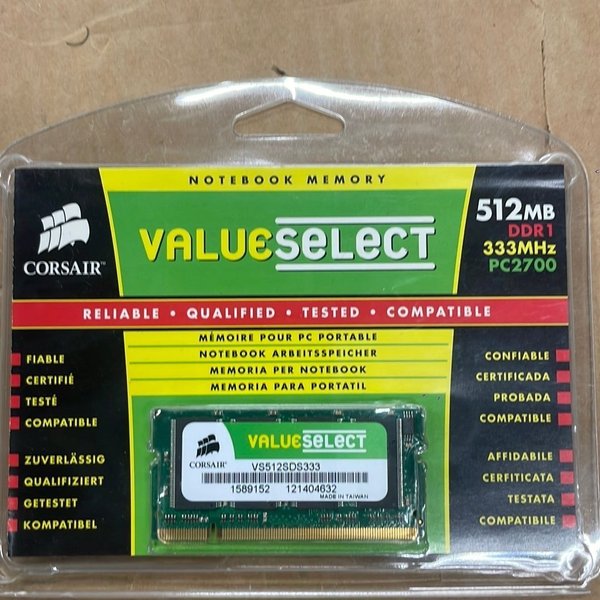 NOTEBOOK MEMORY
CORSAIR™
VALUESELECT
512MB
DDR1
333MHz
PC2700
RELIABLE • QUALIFIED • TESTED • COMPATIBLE
MÉMOIRE POUR PC PORTABLE
NOTEBOOK ARBEITSSPEICHER
MEMORIA PER NOTEBOOK
MEMORIA PARA PORTATIL
FIABLE
CERTIFIÉ
TESTÉ
COMPATIBLE
ZUVERLÄSSIG
QUALIFIZIERT
GETESTET
KOMPATIBEL
CONFIABLE
CERTIFICADA
PROBADA
COMPATIBLE
AFFIDABILE
CERFITICATA
TESTATA
COMPATIBILE
CORSAIR
VALUESELECT
VS512SDS333
1589152 121404632
MADE IN TAIWAN